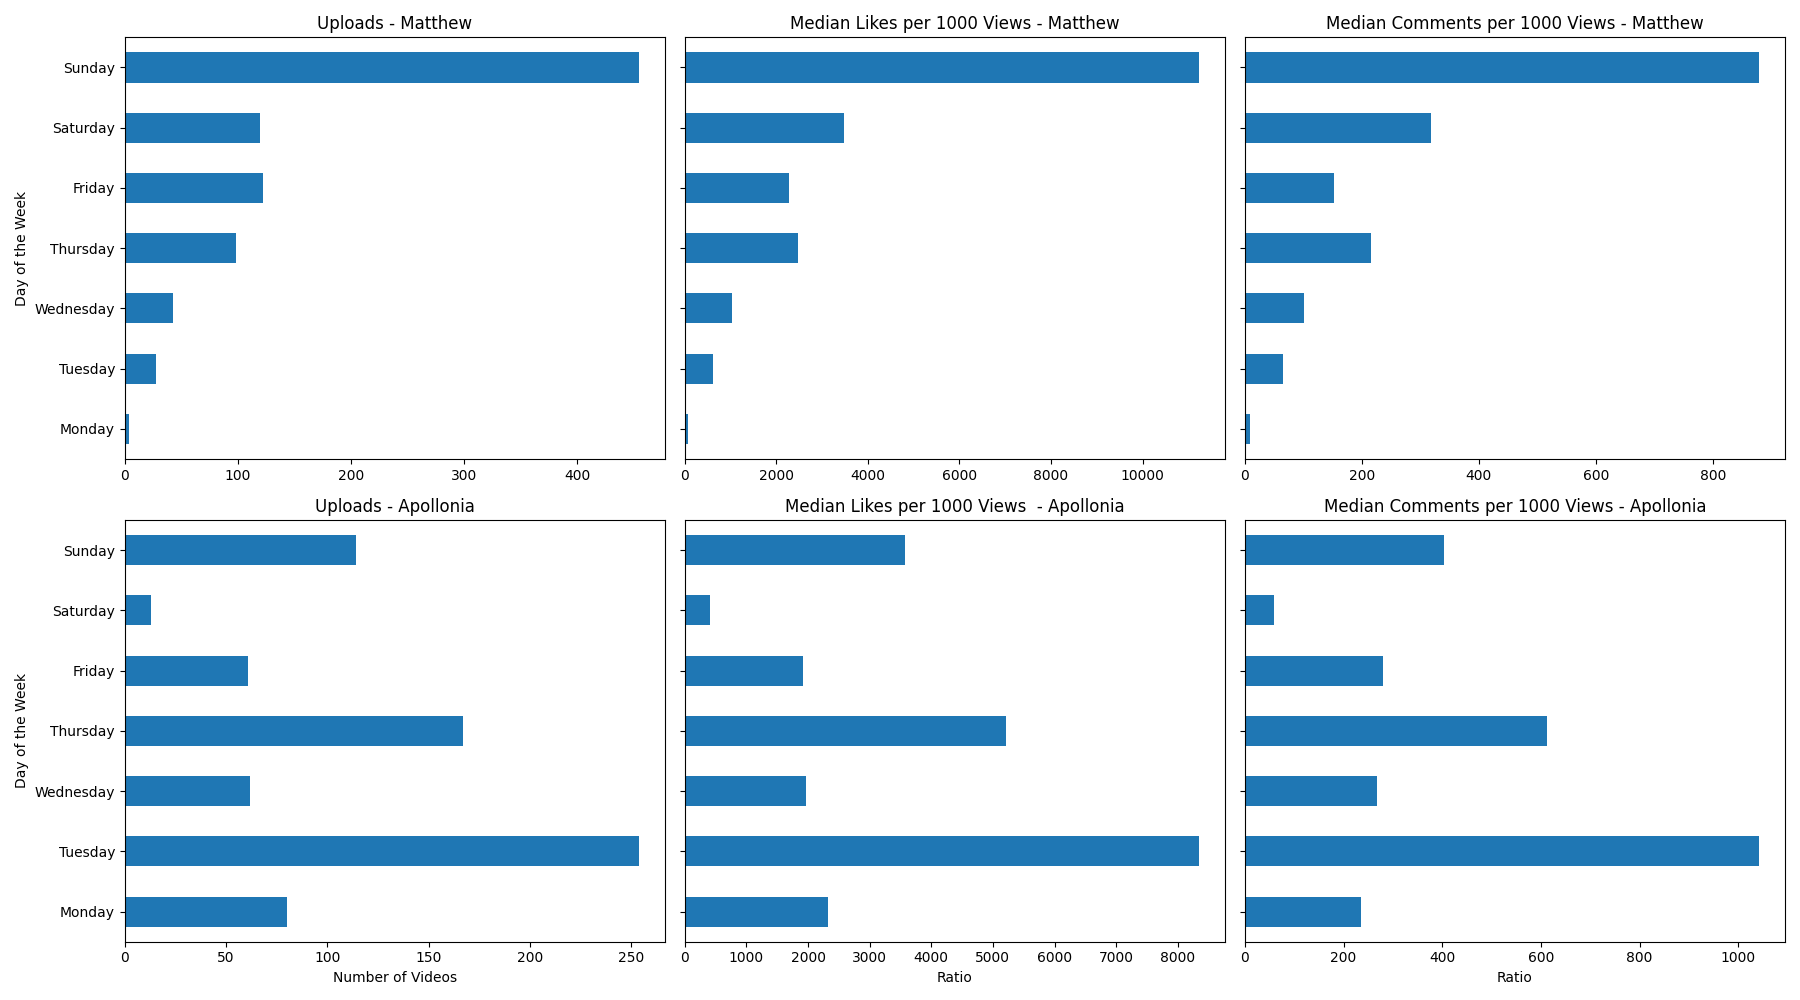 Uploads - Matthew
Median Likes per 1000 Views - Matthew
Median Comments per 1000 Views - Matthew
Day of the Week
Sunday
Saturday
Friday
Thursday
Wednesday
Tuesday
Monday
0 100 200 300 400
0 2000 4000 6000 8000 10000
0 200 400 600 800
Uploads - Apollonia
Median Likes per 1000 Views  - Apollonia
Median Comments per 1000 Views - Apollonia
Day of the Week
Sunday
Saturday
Friday
Thursday
Wednesday
Tuesday
Monday
0 50 100 150 200 250
0 1000 2000 3000 4000 5000 6000 7000 8000
0 200 400 600 800 1000
Number of Videos
Ratio
Ratio